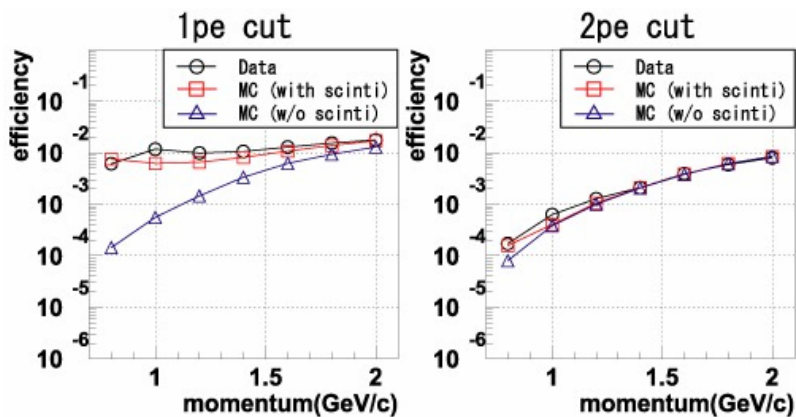 1pe cut
Data
MC (with scinti)
MC (w/o scinti)
efficiency
10-1
10-2
10-3
10-4
10-5
10-6
1
1.5
2
momentum(GeV/c)
2pe cut
Data
MC (with scinti)
MC (w/o scinti)
efficiency
10-1
10-2
10-3
10-4
10-5
10-6
1
1.5
2
momentum(GeV/c)